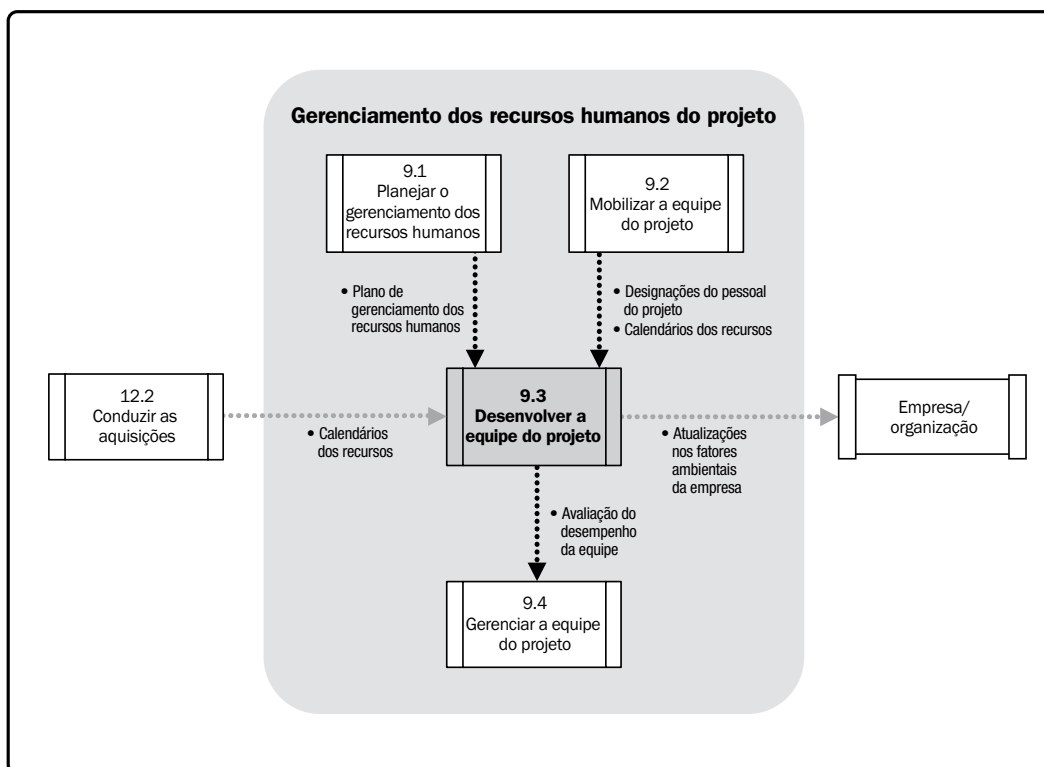 Gerenciamento dos recursos humanos do projeto
9.1
Planejar o
gerenciamento dos
recursos humanos
9.2
Mobilizar a equipe
do projeto
• Plano de
gerenciamento dos
recursos humanos
• Designações do pessoal
do projeto
• Calendários dos recursos
12.2
Conduzir as
aquisições
• Calendários
dos recursos
9.3
Desenvolver a
equipe do projeto
• Atualizações
nos fatores
ambientais
da empresa
Empresa/
organização
• Avaliação do
desempenho
da equipe
9.4
Gerenciar a equipe
do projeto